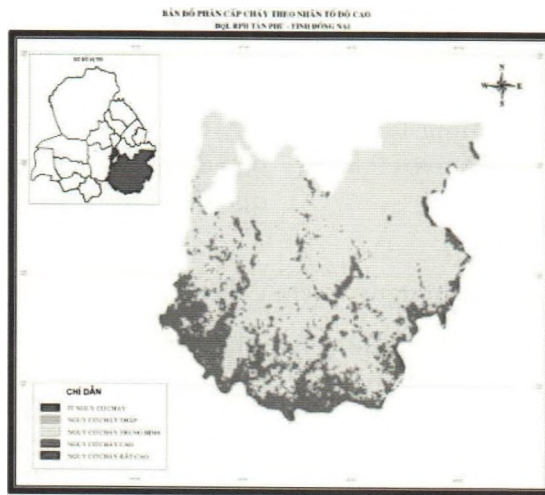 BẢN ĐỒ PHÂN CẤP CHÁY THEO NHÂN TỐ ĐỘ CAO
BQL RPH TÂN PHÚ - TỈNH ĐỒNG NAI
N
W E
S
CHỈ DẪN
ÍT NGUY CƠ CHÁY
NGUY CƠ CHÁY THẤP
NGUY CƠ CHÁY TRUNG BÌNH
NGUY CƠ CHÁY CAO
NGUY CƠ CHÁY RẤT CAO